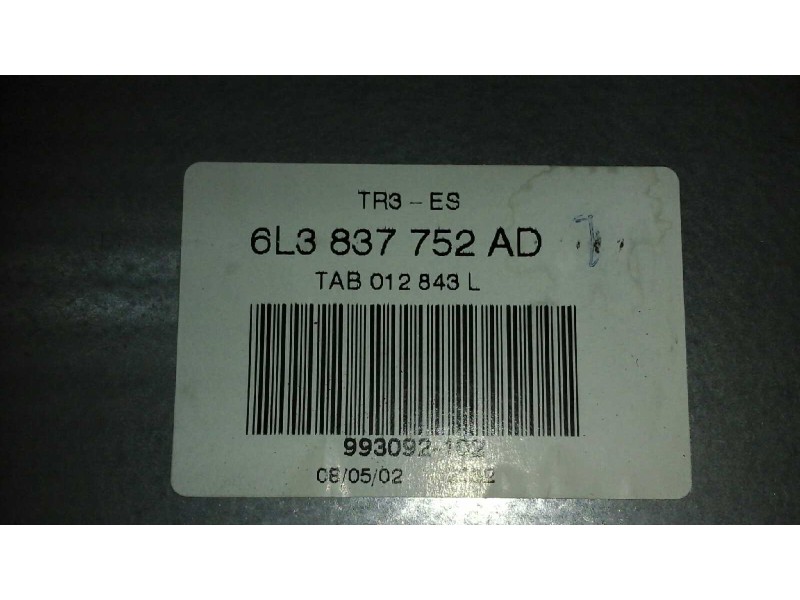 TR3 - ES
6L3 837 752 AD
TAB 012 843 L
993092-102
08/05/02